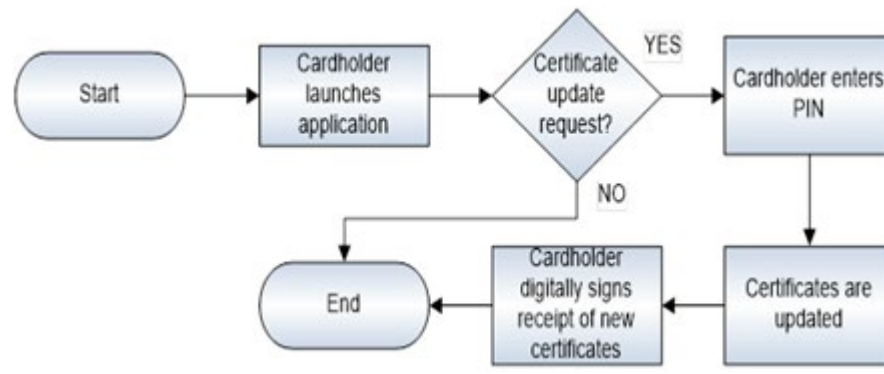 Start
Cardholder
launches
application
Certificate
update
request?
YES
Cardholder enters
PIN
NO
End
Cardholder
digitally signs
receipt of new
certificates
Certificates are
updated